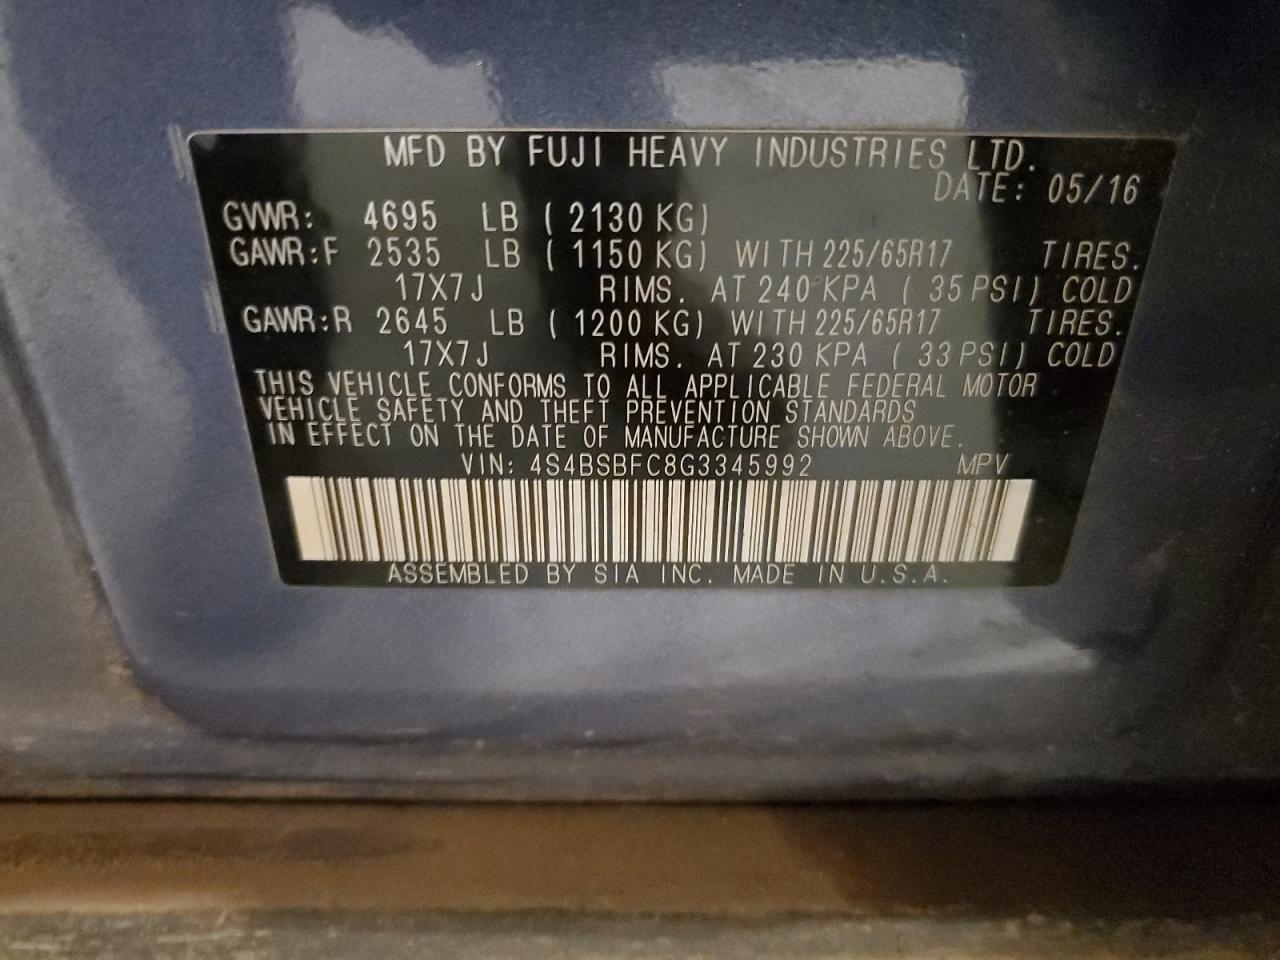 MFD BY FUJI HEAVY INDUSTRIES LTD.
DATE: 05/16
GVWR: 4695 LB ( 2130 KG)
GAWR:F 2535 LB ( 1150 KG) WITH 225/65R17 TIRES.
17X7J RIMS. AT 240 KPA ( 35 PSI) COLD
GAWR:R 2645 LB ( 1200 KG) WITH 225/65R17 TIRES.
17X7J RIMS. AT 230 KPA ( 33 PSI) COLD
THIS VEHICLE CONFORMS TO ALL APPLICABLE FEDERAL MOTOR
VEHICLE SAFETY AND THEFT PREVENTION STANDARDS
IN EFFECT ON THE DATE OF MANUFACTURE SHOWN ABOVE.
VIN: 4S4BSBFC8G3345992 MPV
ASSEMBLED BY SIA INC. MADE IN U.S.A.